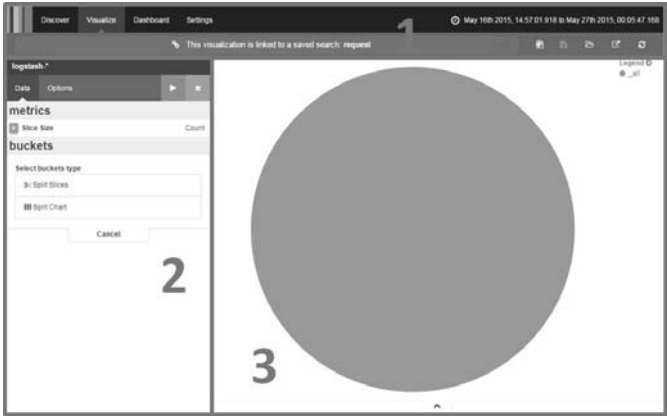 Discover Visualize Dashboard Settings May 16th 2015, 14:57:01.918 to May 27th 2015, 00:05:47.168
1
This visualization is linked to a saved search: request
logstash.*
Legend
_all
Data Options
metrics
Slice Size Count
buckets
Select buckets type
Split Slices
Split Chart
Cancel
2
3